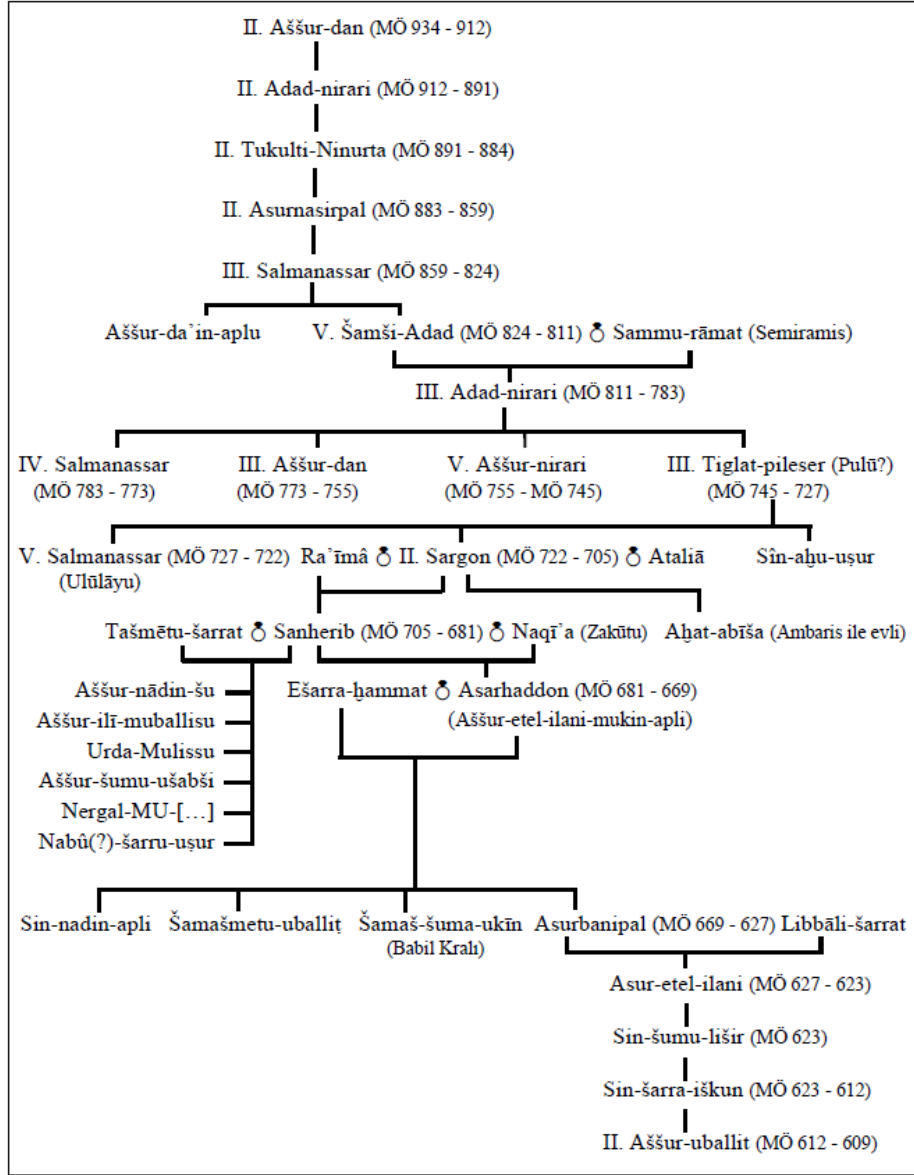 II. Aššur-dan (MÖ 934 - 912)
II. Adad-nirari (MÖ 912 - 891)
II. Tukulti-Ninurta (MÖ 891 - 884)
II. Asurnasirpal (MÖ 883 - 859)
III. Salmanassar (MÖ 859 - 824)
Aššur-da’in-aplu V. Šamši-Adad (MÖ 824 - 811) Sammu-rāmat (Semiramis)
III. Adad-nirari (MÖ 811 - 783)
IV. Salmanassar III. Aššur-dan V. Aššur-nirari III. Tiglat-pileser (Pulū?)
(MÖ 783 - 773) (MÖ 773 - 755) (MÖ 755 - MÖ 745) (MÖ 745 - 727)
V. Salmanassar (MÖ 727 - 722) Ra’īmâ II. Sargon (MÖ 722 - 705) Ataliā Sîn-aḫu-uṣur
(Ulūlāyu)
Tašmētu-šarrat Sanherib (MÖ 705 - 681) Naqī’a (Zakūtu) Aḫat-abīša (Ambaris ile evli)
Aššur-nādin-šu Ešarra-ḫammat Asarhaddon (MÖ 681 - 669)
Aššur-ilī-muballisu (Aššur-etel-ilani-mukin-apli)
Urda-Mulissu
Aššur-šumu-ušabši
Nergal-MU-[…]
Nabû(?)-šarru-uṣur
Sin-nadin-apli Šamašmetu-uballiṭ Šamaš-šuma-ukīn Asurbanipal (MÖ 669 - 627) Libbāli-šarrat
(Babil Kralı)
Asur-etel-ilani (MÖ 627 - 623)
Sin-šumu-lišir (MÖ 623)
Sin-šarra-iškun (MÖ 623 - 612)
II. Aššur-uballit (MÖ 612 - 609)